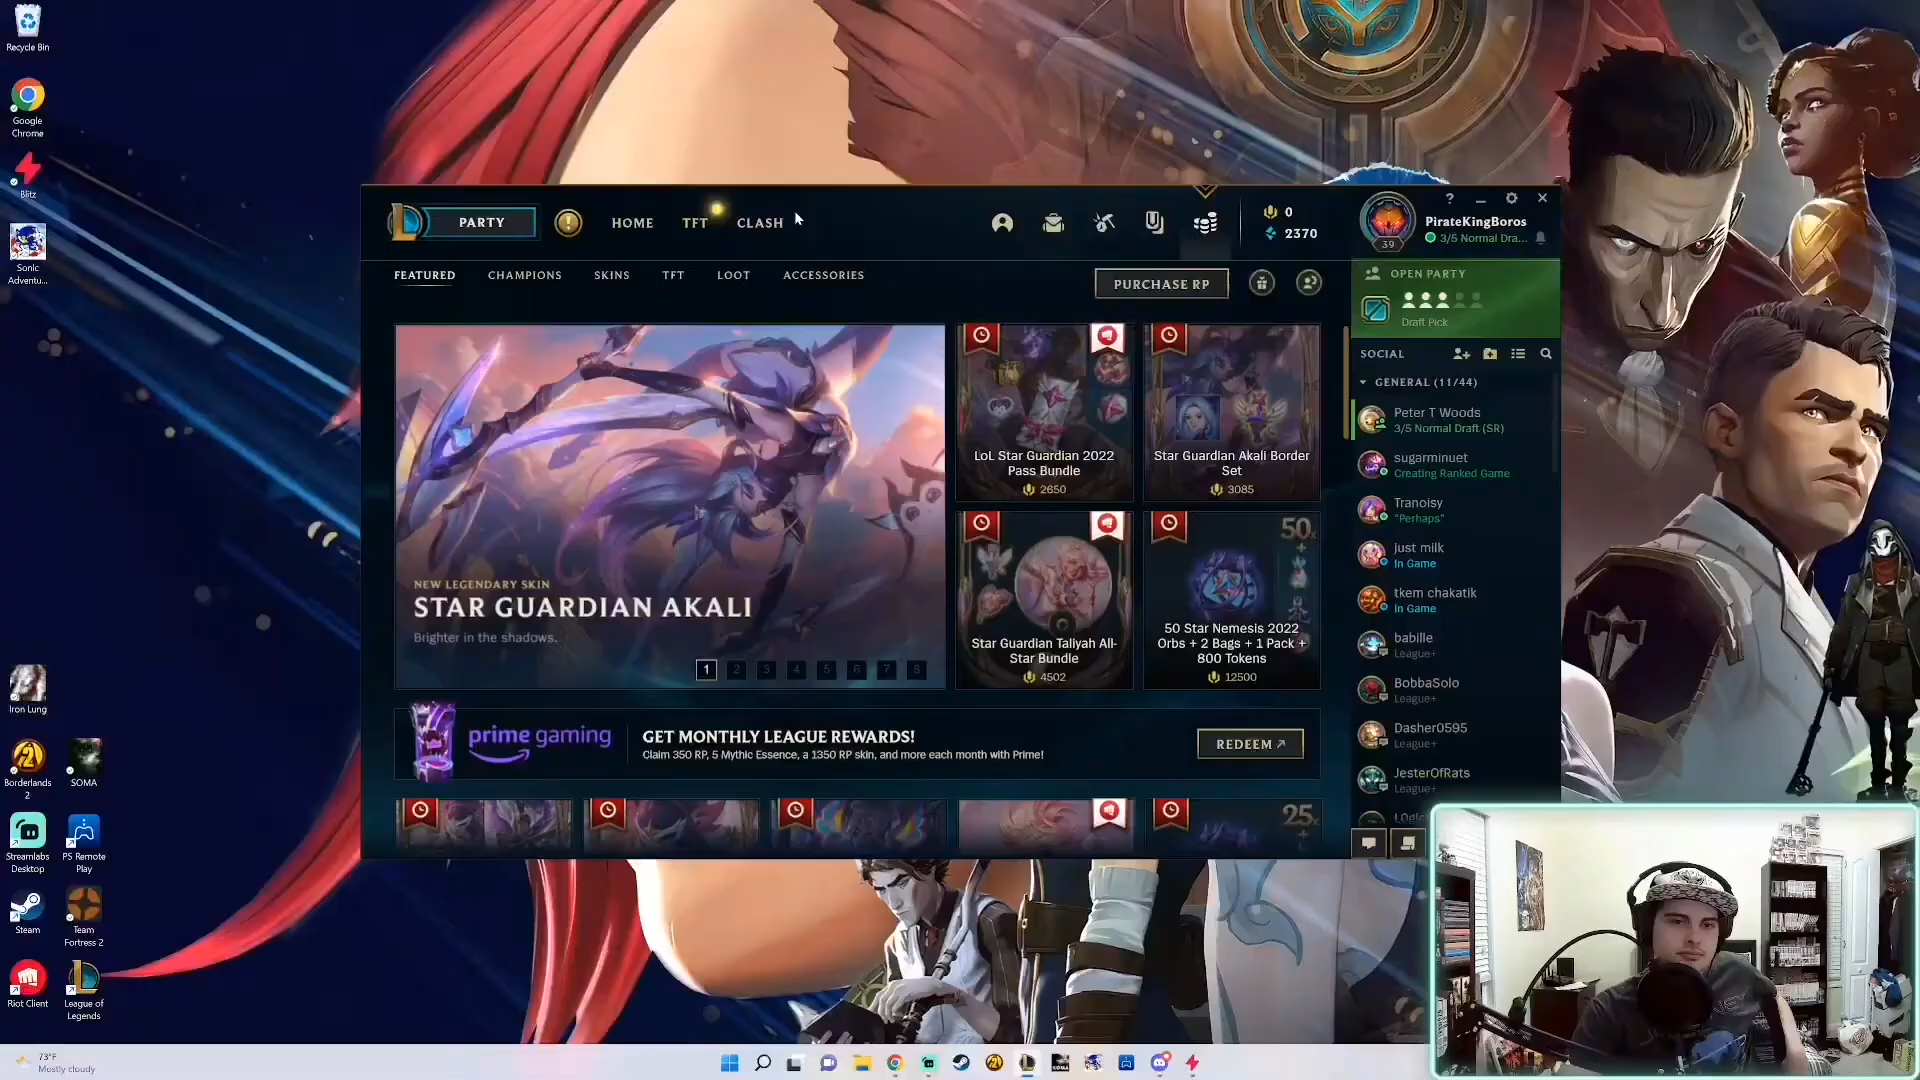 Recycle Bin
Google
Chrome
Blitz
Sonic
Adventu...
Iron Lung
Borderlands
2
SOMA
Streamlabs
Desktop
PS Remote
Play
Steam
Team
Fortress 2
Riot Client
League of
Legends
PARTY
HOME
TFT
CLASH
0
2370
39
PirateKingBoros
3/5 Normal Dra...
FEATURED
CHAMPIONS
SKINS
TFT
LOOT
ACCESSORIES
PURCHASE RP
OPEN PARTY
Draft Pick
NEW LEGENDARY SKIN
STAR GUARDIAN AKALI
Brighter in the shadows.
1 2 3 4 5 6 7 8
LoL Star Guardian 2022
Pass Bundle
2650
Star Guardian Akali Border
Set
3085
Star Guardian Taliyah All-
Star Bundle
4502
50x
+
50 Star Nemesis 2022
Orbs + 2 Bags + 1 Pack +
800 Tokens
12500
prime gaming
GET MONTHLY LEAGUE REWARDS!
Claim 350 RP, 5 Mythic Essence, a 1350 RP skin, and more each month with Prime!
REDEEM
25x
+
SOCIAL
GENERAL (11/44)
Peter T Woods
3/5 Normal Draft (SR)
sugarminuet
Creating Ranked Game
Tranoisy
"Perhaps"
just milk
In Game
tkem chakatik
In Game
babille
League+
BobbaSolo
League+
Dasher0595
League+
JesterOfRats
League+
73°F
Mostly cloudy